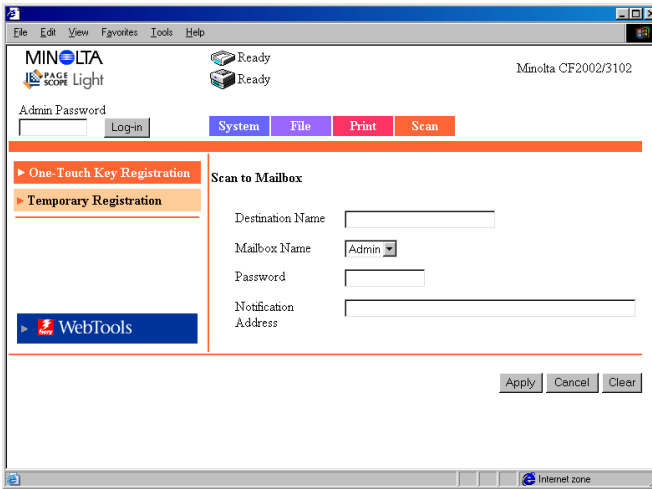 File Edit View Favorites Tools Help
MINOLTA
PAGE SCOPE Light
Ready
Ready
Minolta CF2002/3102
Admin Password
Log-in
System File Print Scan
One-Touch Key Registration
Temporary Registration
Scan to Mailbox
Destination Name
Mailbox Name Admin
Password
Notification
Address
fiery WebTools
Apply Cancel Clear
Internet zone